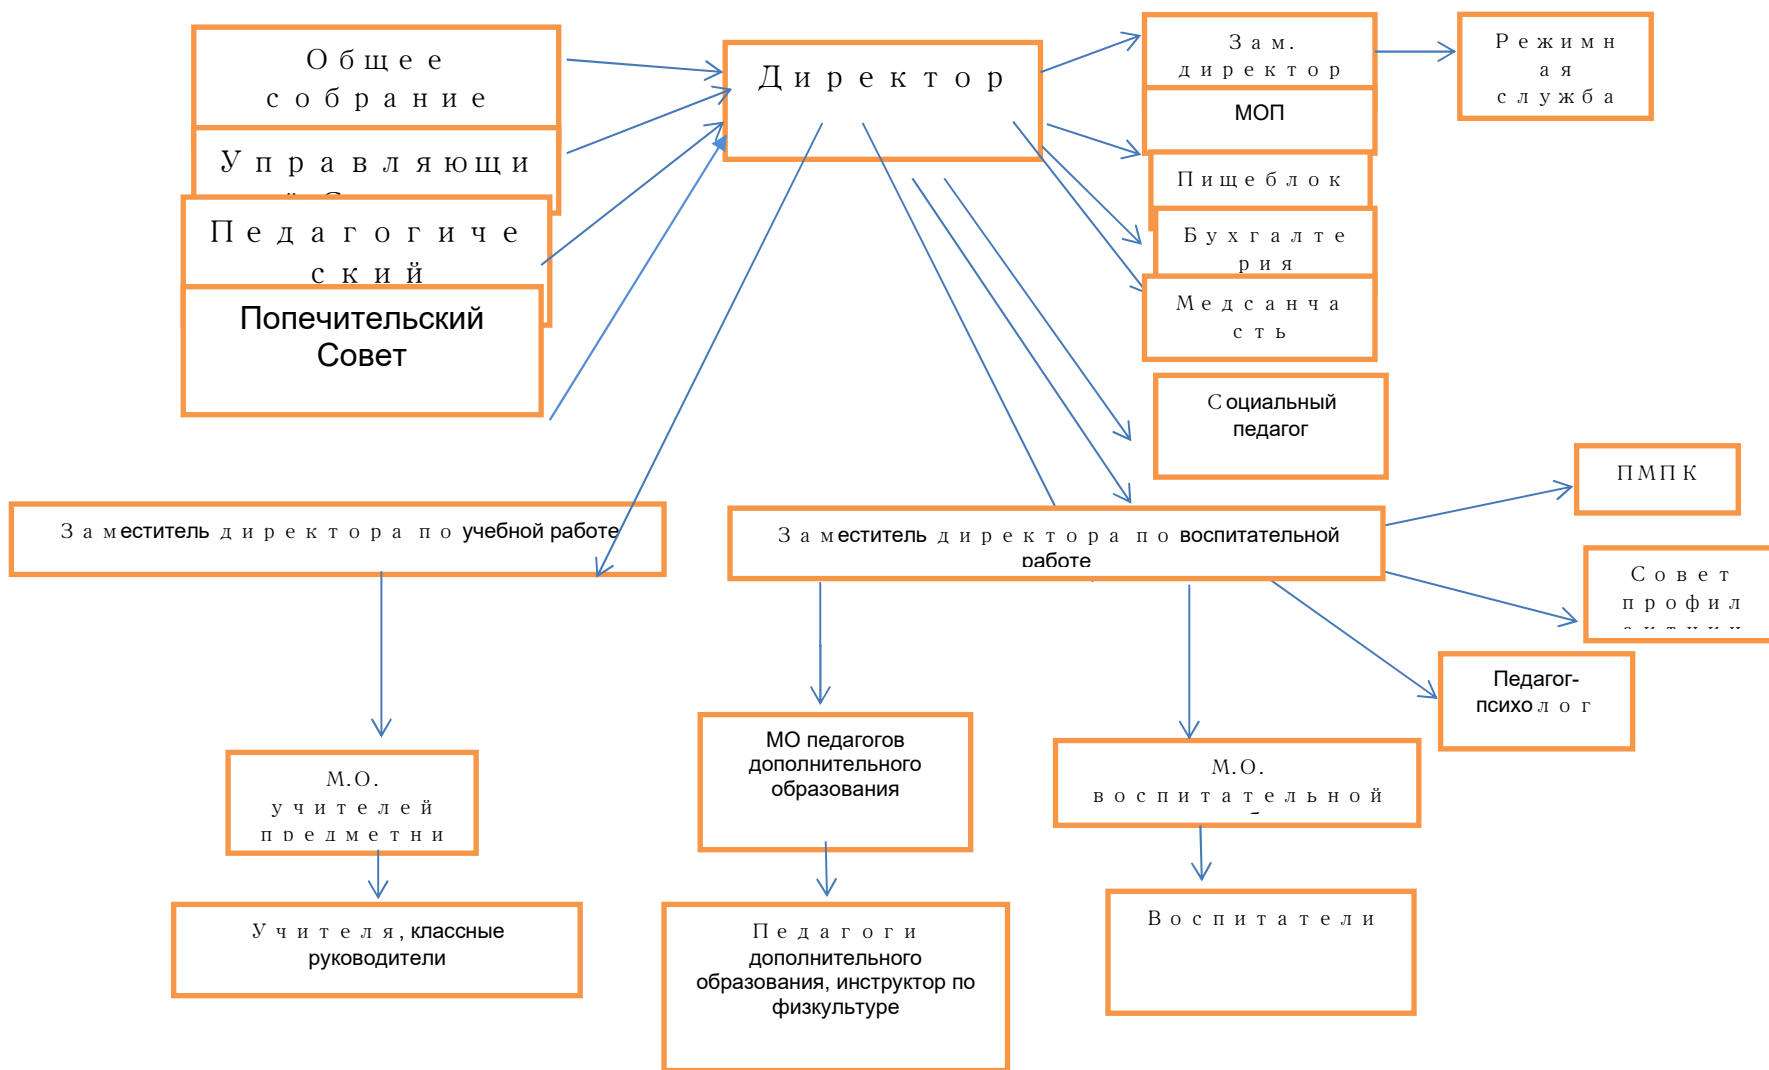 Общее
собрание
Управляющи
Педагогиче
ский
Попечительский
Совет
Директор
Зам.
директор
МОП
Пищеблок
Бухгалте
рия
Медсанча
сть
Режимн
ая
служба
Социальный
педагог
Заместитель директора по учебной работе
Заместитель директора по воспитательной
работе
ПМПК
Совет
профил
Педагог-
психолог
М.О.
учителей
предметни
МО педагогов
дополнительного
образования
М.О.
воспитательной
Учителя, классные
руководители
Педагоги
дополнительного
образования, инструктор по
физкультуре
Воспитатели